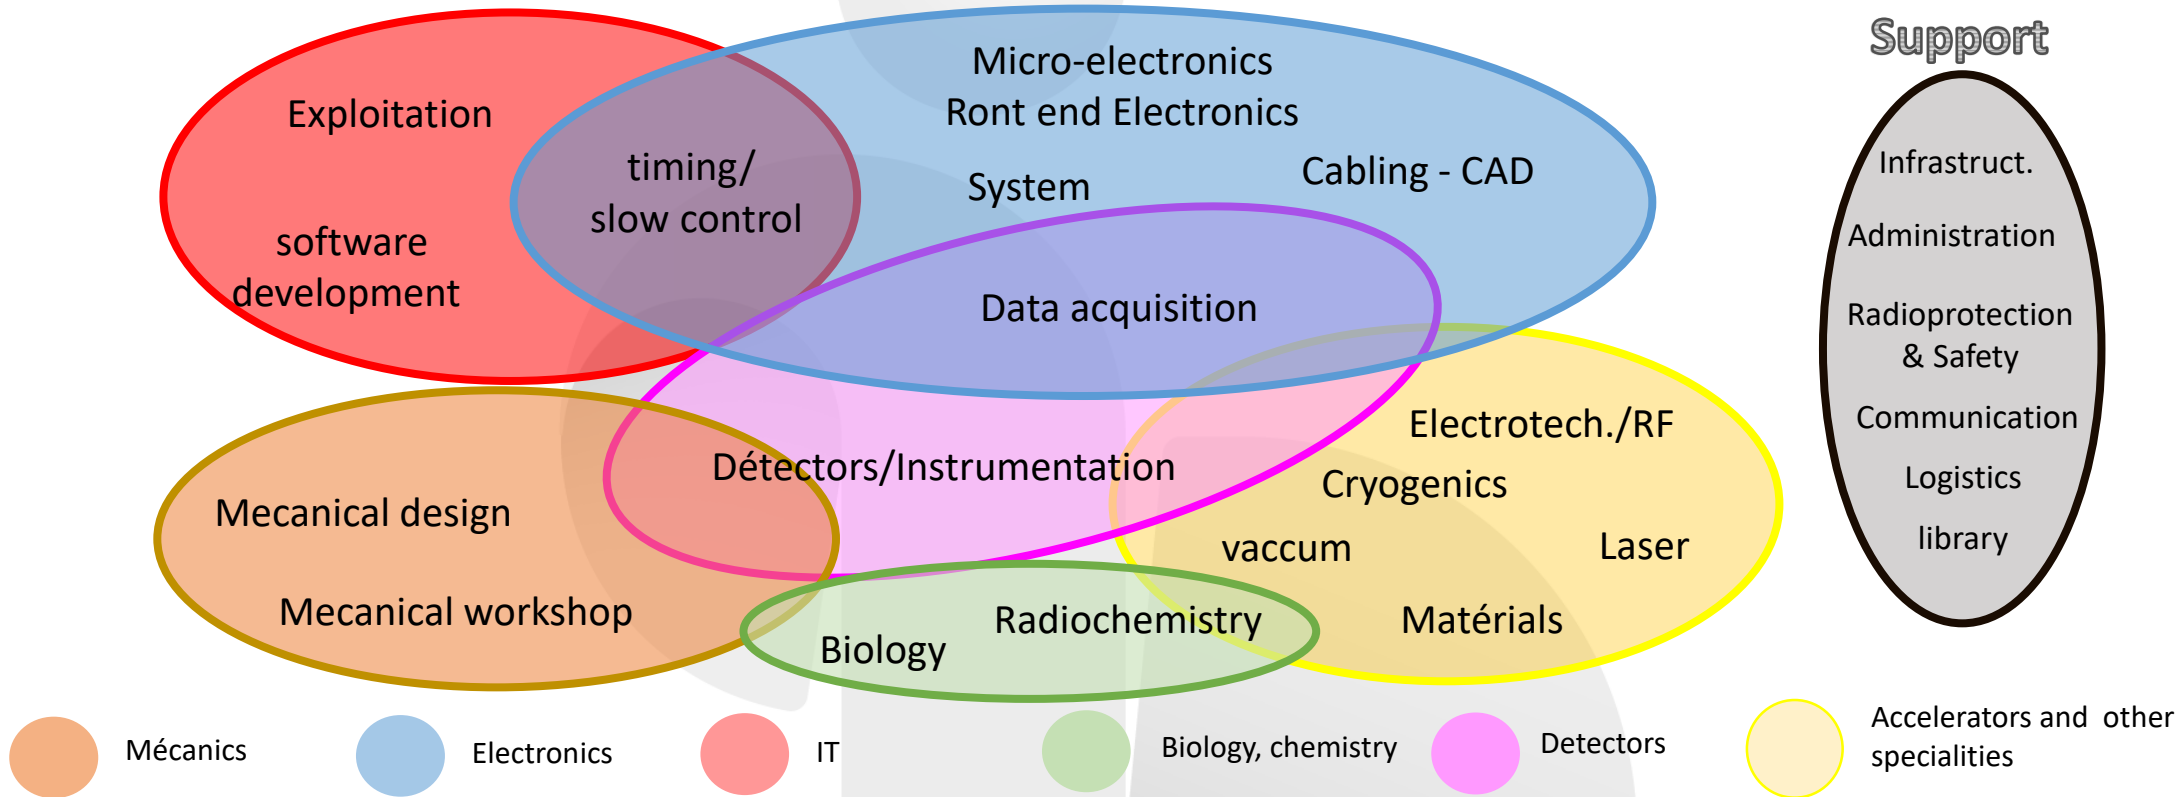 Support
Micro-electronics
Ront end Electronics
Exploitation
timing/
slow control
System
Cabling - CAD
software
development
Data acquisition
Infrastruct.
Administration
Radioprotection
& Safety
Communication
Logistics
library
Electrotech./RF
Détectors/Instrumentation
Cryogenics
Mecanical design
vaccum
Laser
Mecanical workshop
Radiochemistry
Biology
Matérials
Mécanics
Electronics
IT
Biology, chemistry
Detectors
Accelerators and other
specialities